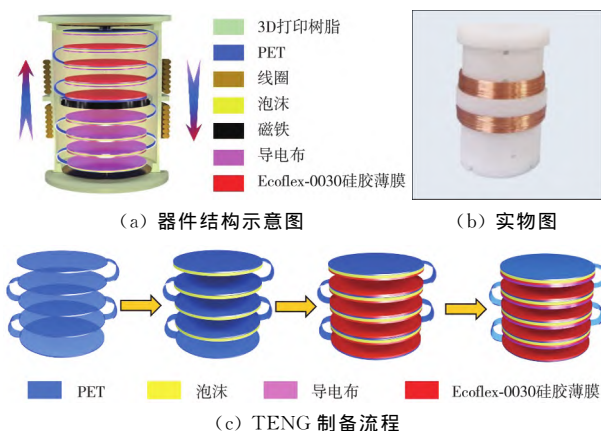 3D打印树脂
PET
线圈
泡沫
磁铁
导电布
Ecoflex-0030硅胶薄膜
(a) 器件结构示意图
(b) 实物图
PET
泡沫
导电布
Ecoflex-0030硅胶薄膜
(c) TENG 制备流程